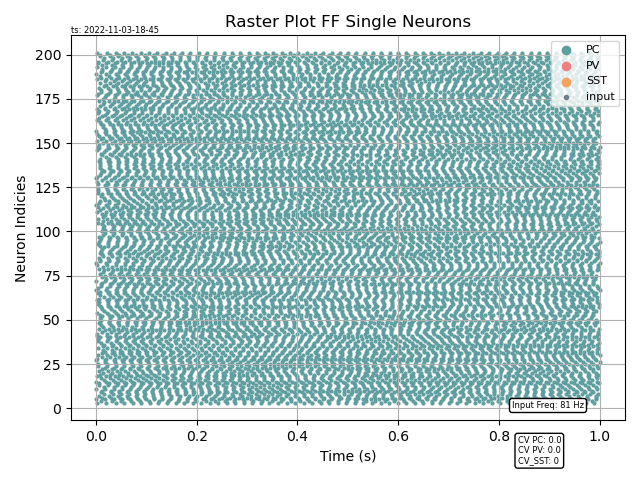 Raster Plot FF Single Neurons
ts: 2022-11-03-18-45
PC
PV
SST
input
Neuron Indicies
200
175
150
125
100
75
50
25
0
Input Freq: 81 Hz
0.0 0.2 0.4 0.6 0.8 1.0
Time (s)
CV PC: 0.0
CV PV: 0.0
CV_SST: 0